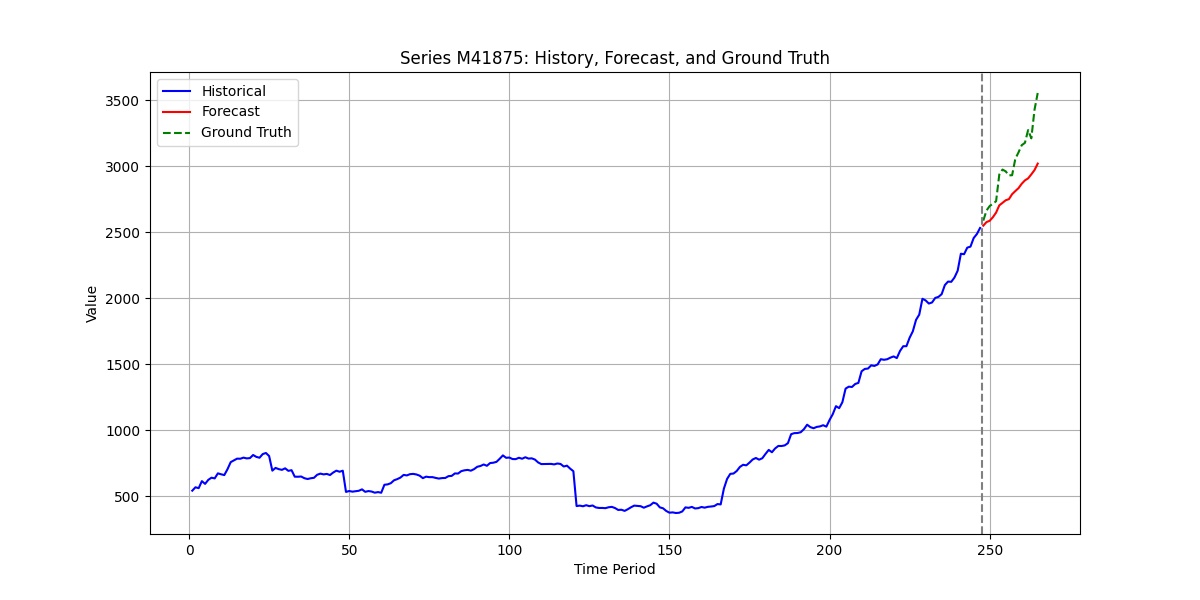 Series M41875: History, Forecast, and Ground Truth
Historical
Forecast
Ground Truth
3500
3000
2500
2000
1500
1000
500
Value
0 50 100 150 200 250
Time Period